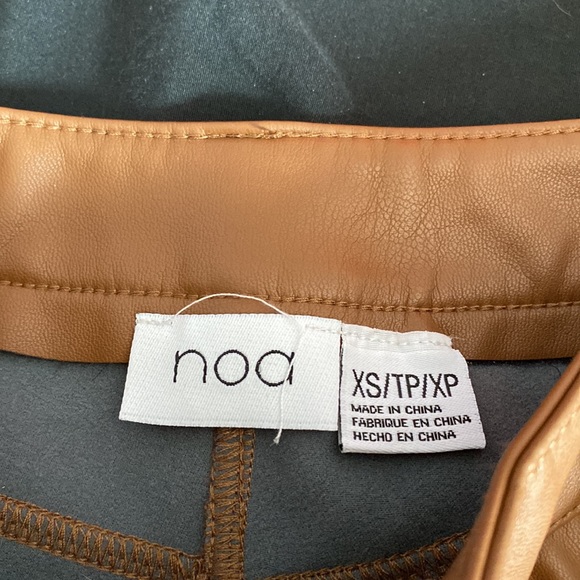 noa
XS/TP/XP
MADE IN CHINA
FABRIQUE EN CHINA
HECHO EN CHINA